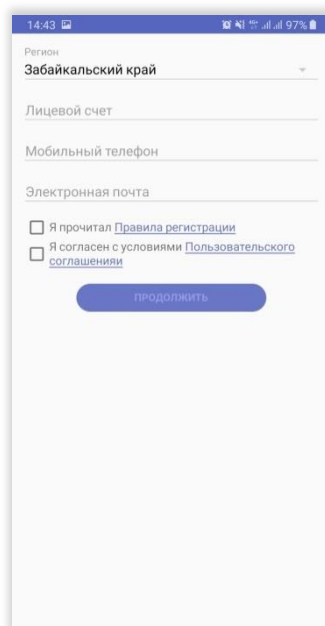 14:43 97%
Регион
Забайкальский край
Лицевой счет
Мобильный телефон
Электронная почта
Я прочитал Правила регистрации
Я согласен с условиями Пользовательского
соглашенияи
ПРОДОЛЖИТЬ